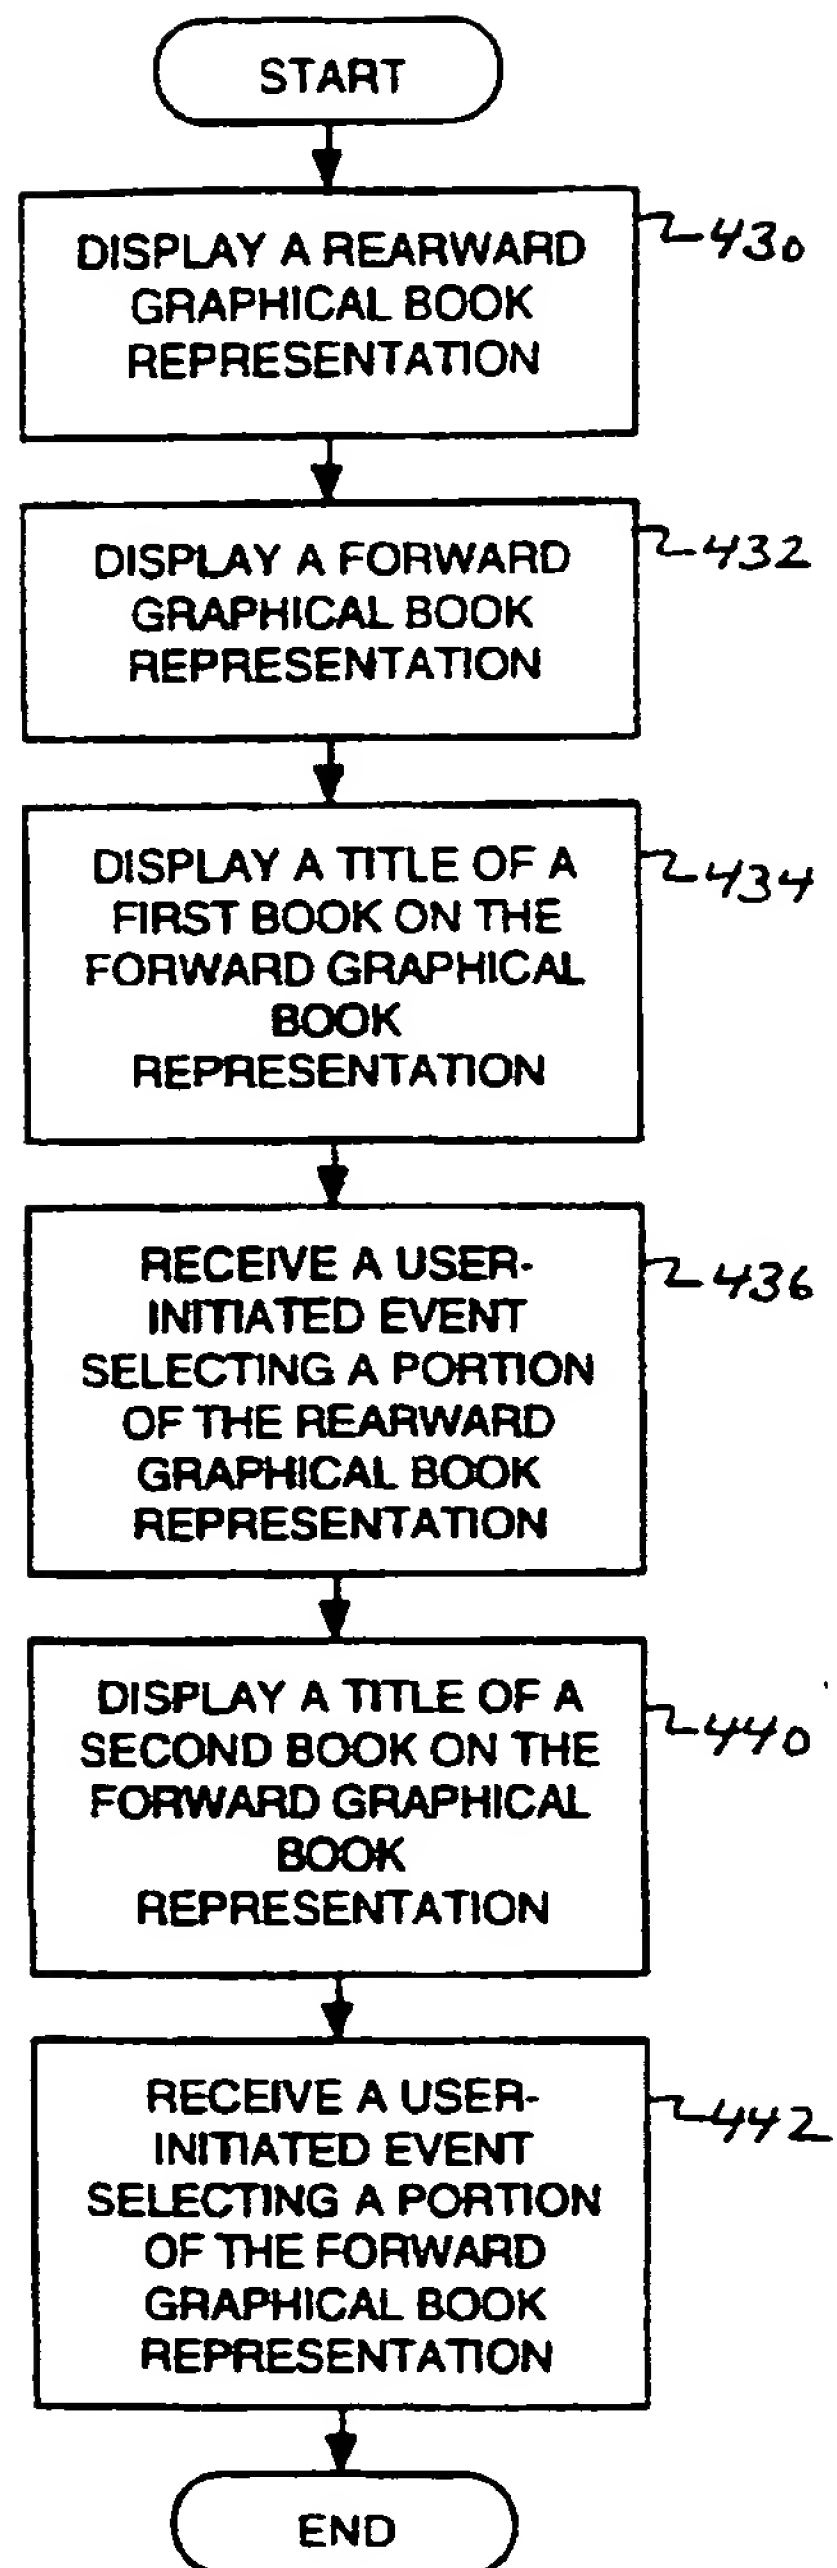 START
DISPLAY A REARWARD
GRAPHICAL BOOK
REPRESENTATION
430
DISPLAY A FORWARD
GRAPHICAL BOOK
REPRESENTATION
432
DISPLAY A TITLE OF A
FIRST BOOK ON THE
FORWARD GRAPHICAL
BOOK
REPRESENTATION
434
RECEIVE A USER-
INITIATED EVENT
SELECTING A PORTION
OF THE REARWARD
GRAPHICAL BOOK
REPRESENTATION
436
DISPLAY A TITLE OF A
SECOND BOOK ON THE
FORWARD GRAPHICAL
BOOK
REPRESENTATION
440
RECEIVE A USER-
INITIATED EVENT
SELECTING A PORTION
OF THE FORWARD
GRAPHICAL BOOK
REPRESENTATION
442
END